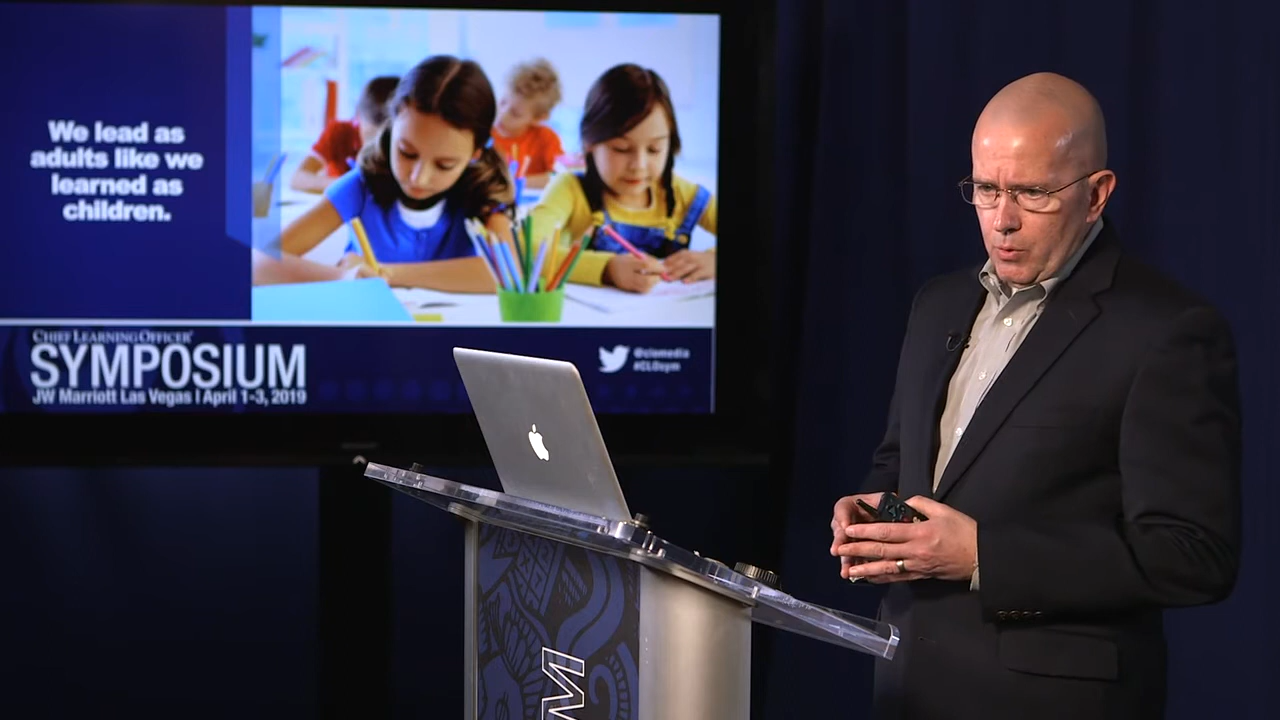 We lead as
adults like we
learned as
children.
CHIEF LEARNING OFFICER®
SYMPOSIUM
JW Marriott Las Vegas | April 1-3, 2019
@clomedia
#CLOsym
M